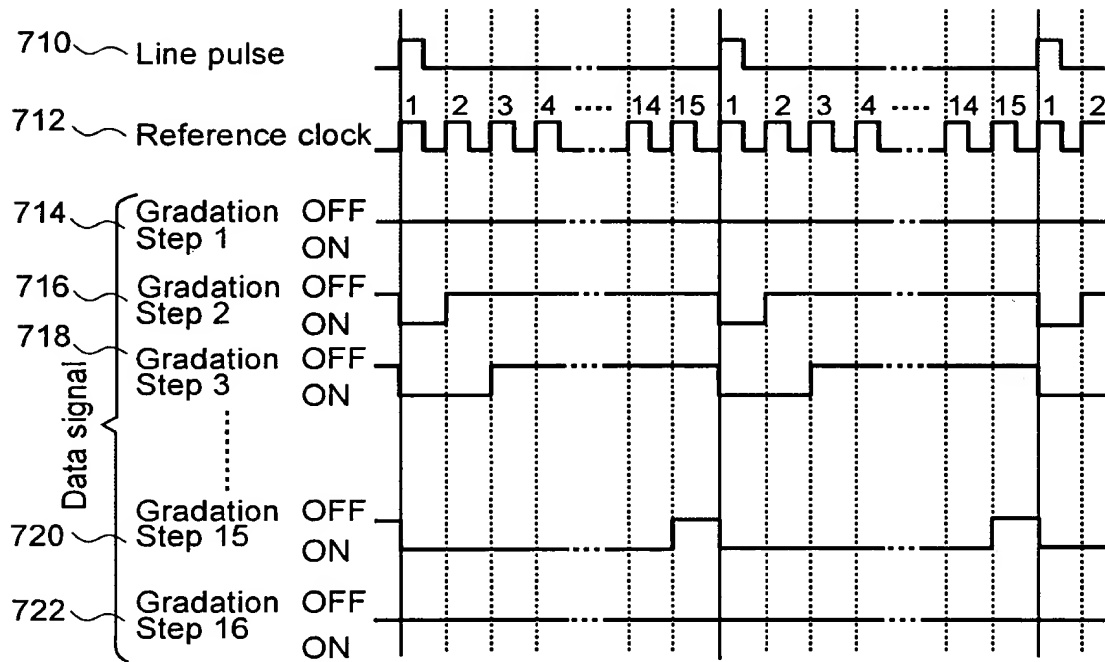 710 Line pulse
1 2 3 4 14 15 1 2 3 4 14 15 1 2
712 Reference clock
714 Gradation OFF
Step 1 ON
716 Gradation OFF
Step 2 ON
718 Gradation OFF
Step 3 ON
Data signal
720 Gradation OFF
Step 15 ON
722 Gradation OFF
Step 16 ON